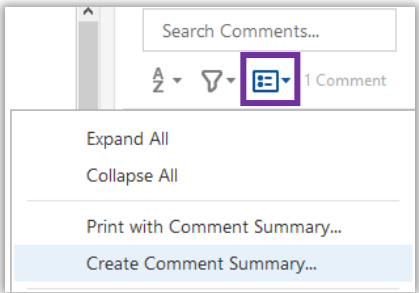 Search Comments...
A
Z
1 Comment
Expand All
Collapse All
Print with Comment Summary...
Create Comment Summary...